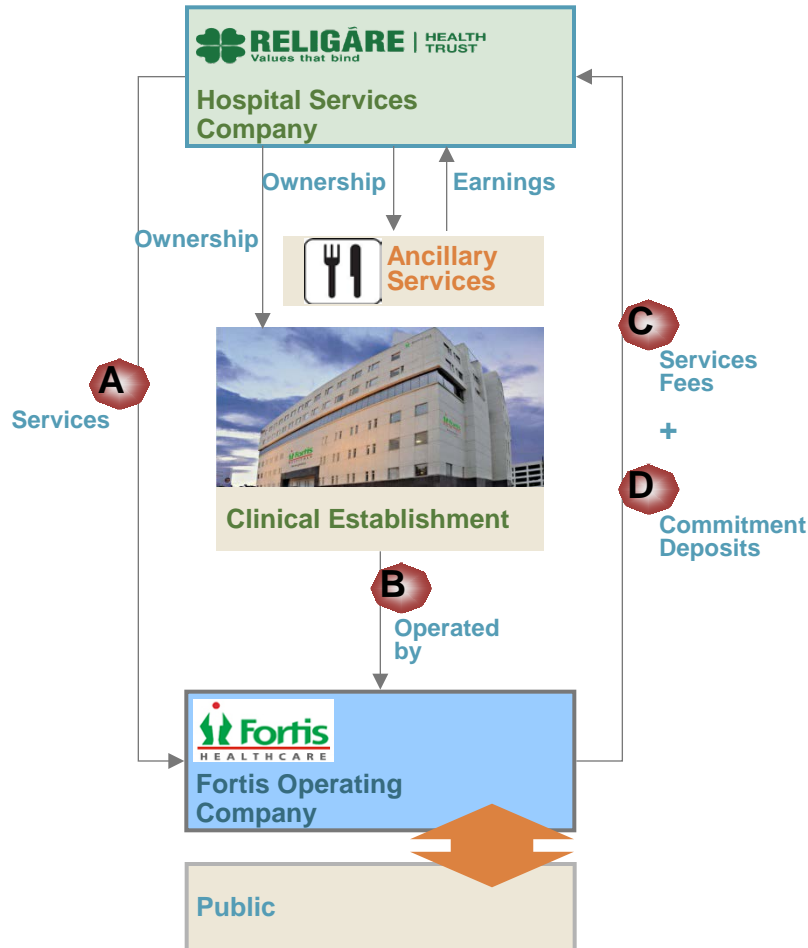 RELIGARE | HEALTH TRUST
Values that bind
Hospital Services
Company
Ownership
Earnings
Ownership
Ancillary
Services
A
Services
C
Services
Fees
+
D
Commitment
Deposits
Fortis
Clinical Establishment
B
Operated
by
Fortis
HEALTHCARE
Fortis Operating
Company
Public